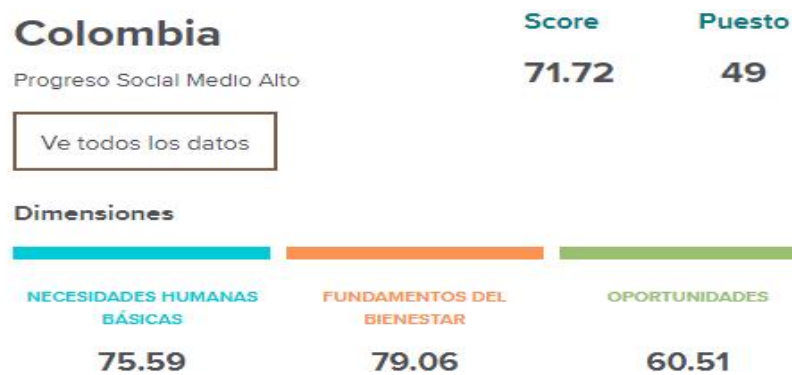 Colombia
Score Puesto
Progreso Social Medio Alto
71.72 49
Ve todos los datos
Dimensiones
NECESIDADES HUMANAS
BÁSICAS
FUNDAMENTOS DEL
BIENESTAR
OPORTUNIDADES
75.59 79.06 60.51